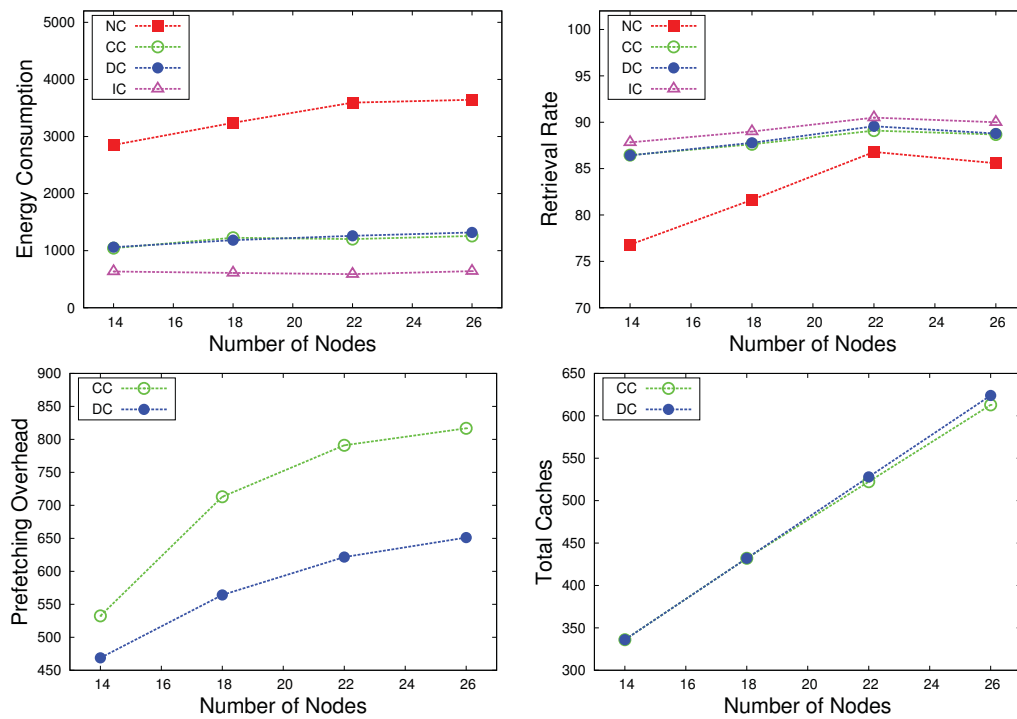 NC
CC
DC
IC
5000
4000
3000
2000
1000
0
Energy Consumption
14 16 18 20 22 24 26
Number of Nodes
NC
CC
DC
IC
100
95
90
85
80
75
70
Retrieval Rate
14 16 18 20 22 24 26
Number of Nodes
CC
DC
900
850
800
750
700
650
600
550
500
450
Prefetching Overhead
14 16 18 20 22 24 26
Number of Nodes
CC
DC
650
600
550
500
450
400
350
300
Total Caches
14 16 18 20 22 24 26
Number of Nodes